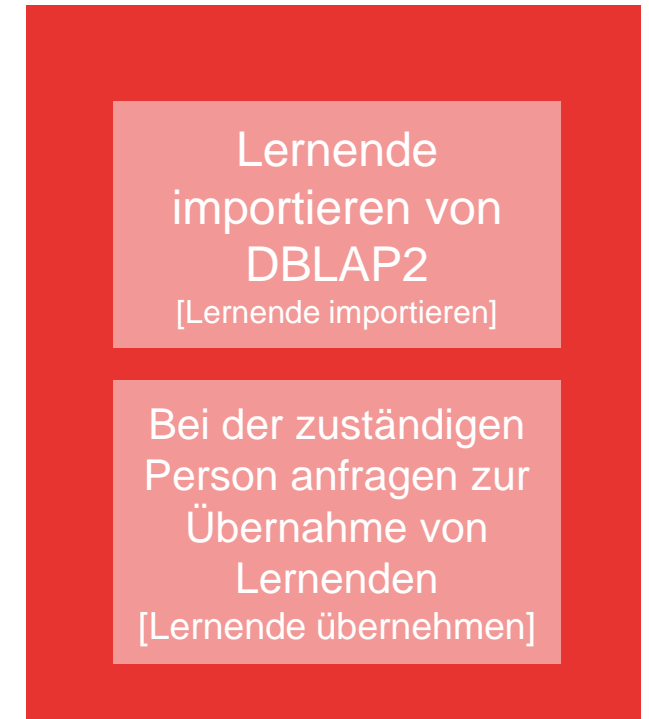 Lernende
importieren von
DBLAP2
[Lernende importieren]
Bei der zuständigen
Person anfragen zur
Übernahme von
Lernenden
[Lernende übernehmen]